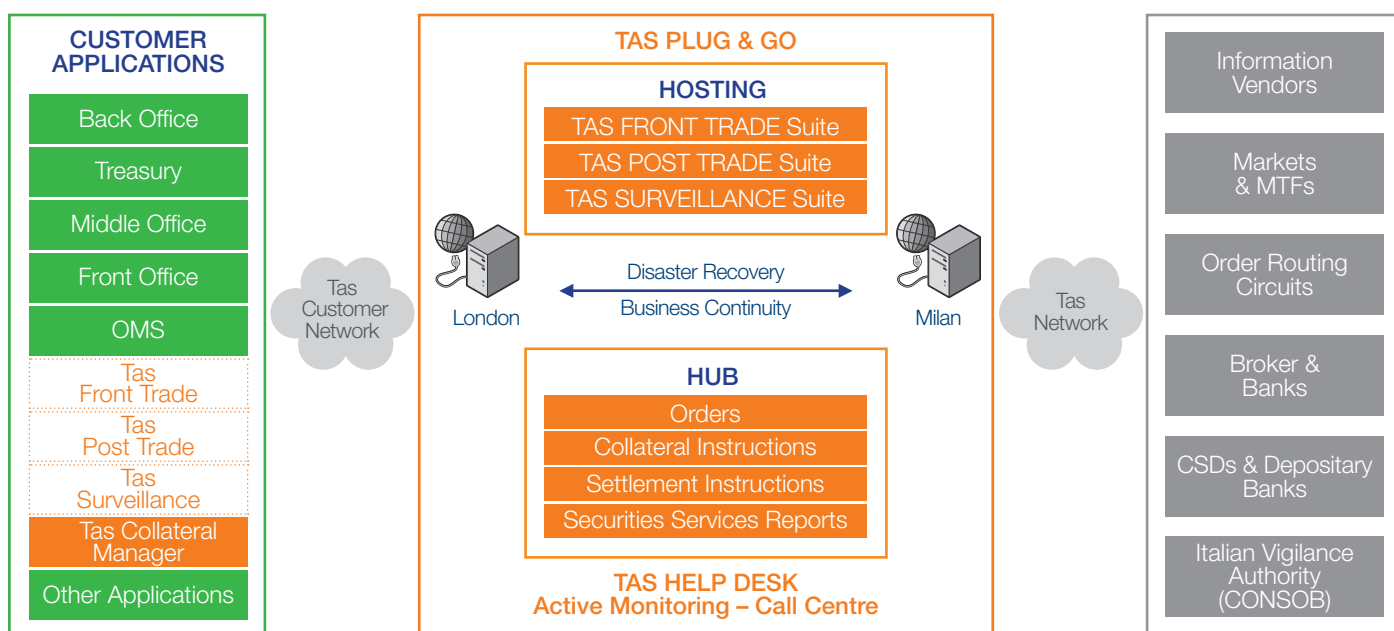 CUSTOMER
APPLICATIONS
Back Office
Treasury
Middle Office
Front Office
OMS
Tas
Front Trade
Tas
Post Trade
Tas
Surveillance
Tas Collateral
Manager
Other Applications
Tas
Customer
Network
TAS PLUG & GO
HOSTING
TAS FRONT TRADE Suite
TAS POST TRADE Suite
TAS SURVEILLANCE Suite
London
Disaster Recovery
Business Continuity
Milan
HUB
Orders
Collateral Instructions
Settlement Instructions
Securities Services Reports
TAS HELP DESK
Active Monitoring – Call Centre
Tas
Network
Information
Vendors
Markets
& MTFs
Order Routing
Circuits
Broker &
Banks
CSDs & Depositary
Banks
Italian Vigilance
Authority
(CONSOB)